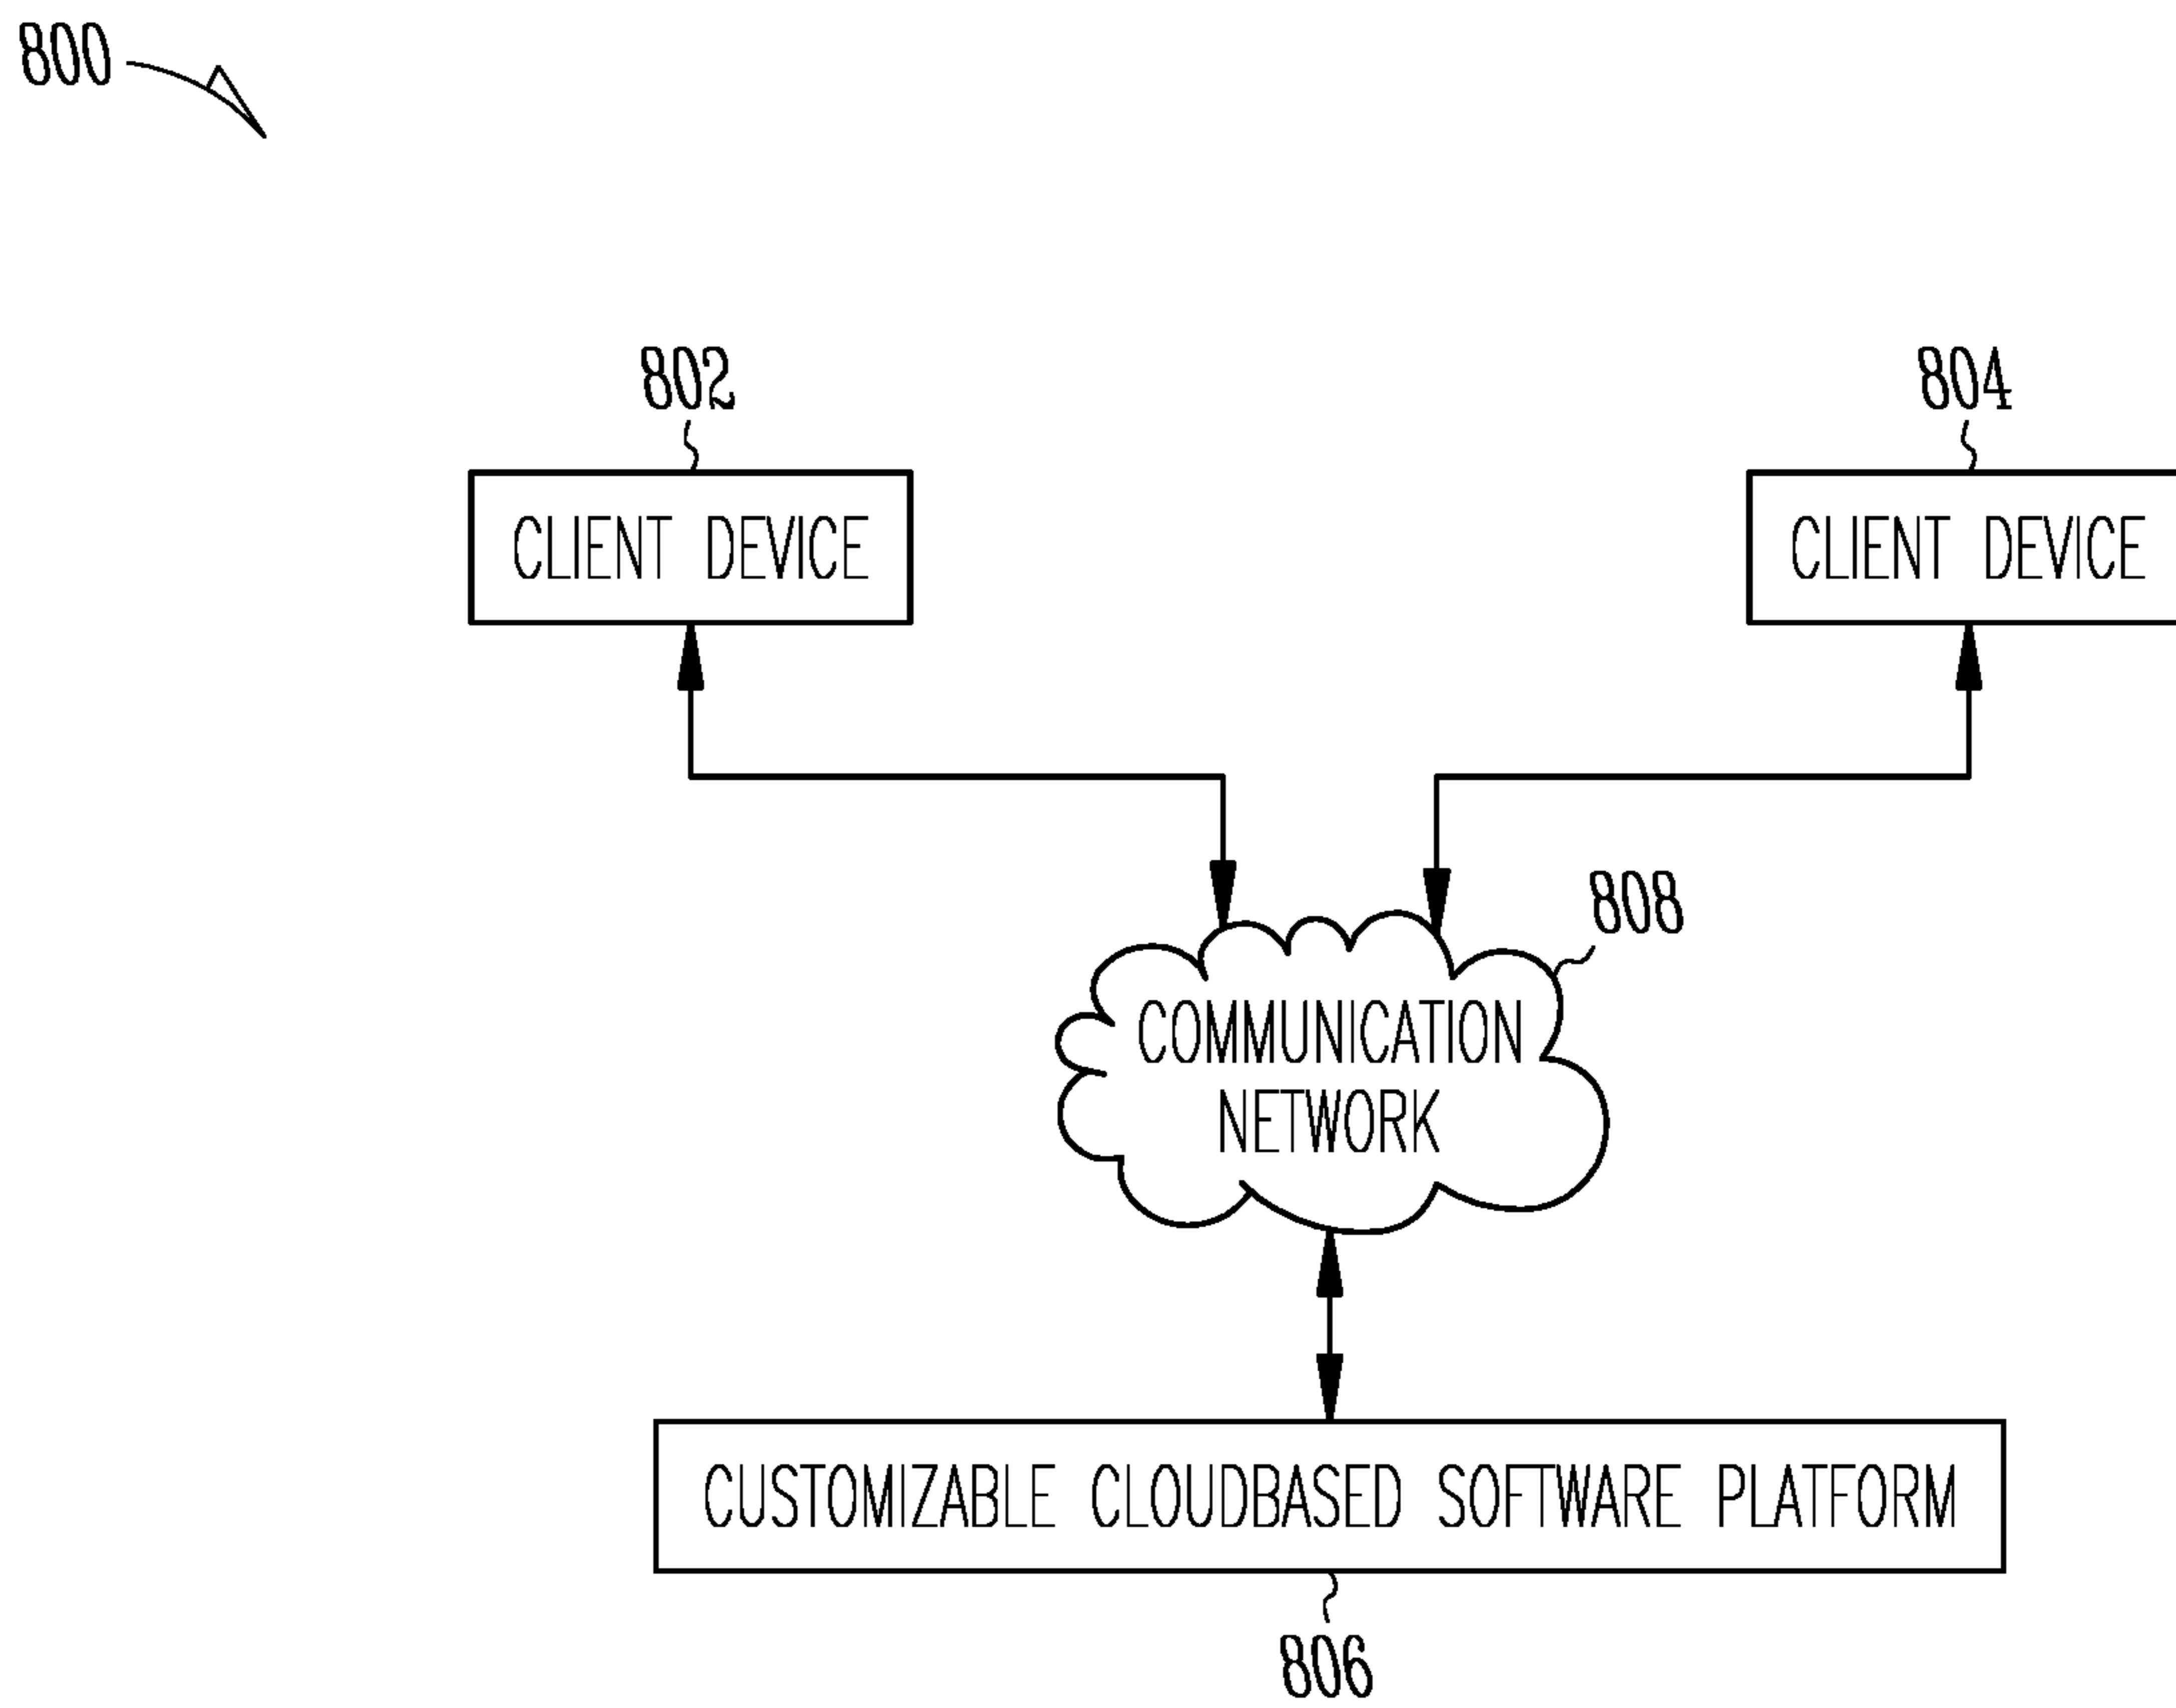 800
802
804
CLIENT DEVICE
CLIENT DEVICE
808
COMMUNICATION
NETWORK
CUSTOMIZABLE CLOUDBASED SOFTWARE PLATFORM
806